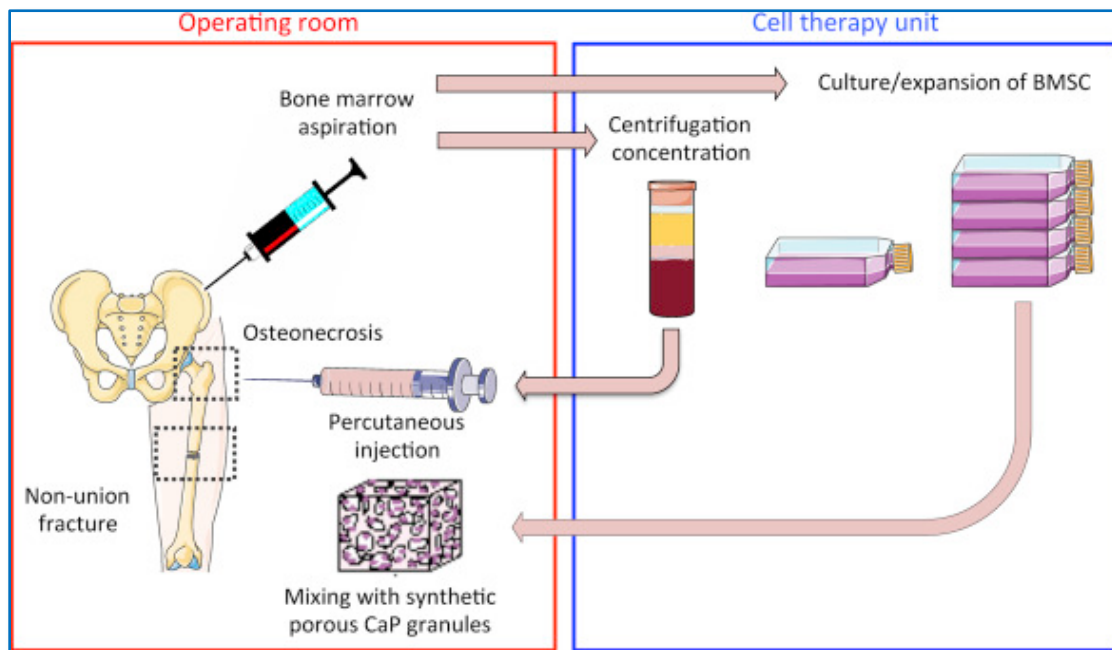 Operating room
Cell therapy unit
Bone marrow
aspiration
Culture/expansion of BMSC
Centrifugation
concentration
Osteonecrosis
Percutaneous
injection
Non-union
fracture
Mixing with synthetic
porous CaP granules